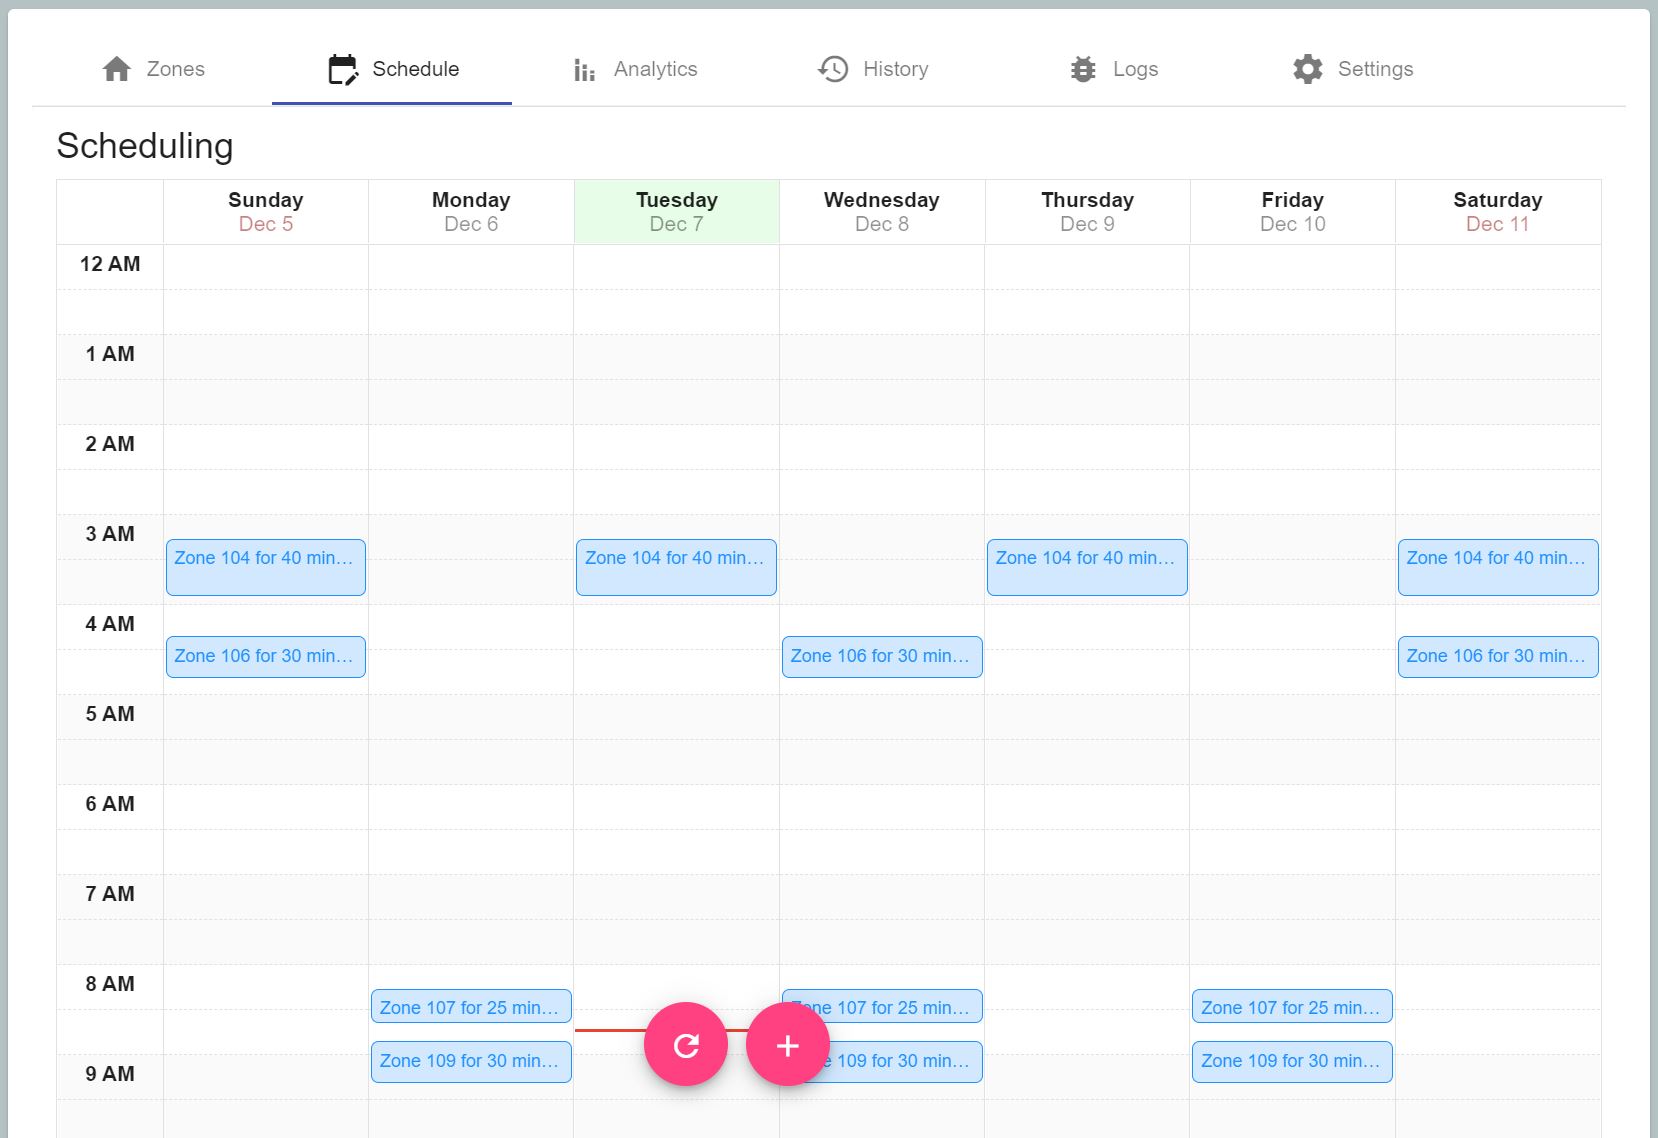 Zones
Schedule
Analytics
History
Logs
Settings
Scheduling
Sunday
Dec 5
Monday
Dec 6
Tuesday
Dec 7
Wednesday
Dec 8
Thursday
Dec 9
Friday
Dec 10
Saturday
Dec 11
12 AM
1 AM
2 AM
3 AM
Zone 104 for 40 min…
Zone 104 for 40 min…
Zone 104 for 40 min…
Zone 104 for 40 min…
4 AM
Zone 106 for 30 min…
Zone 106 for 30 min…
Zone 106 for 30 min…
5 AM
6 AM
7 AM
8 AM
Zone 107 for 25 min…
107 for 25 min…
Zone 107 for 25 min…
Zone 109 for 30 min…
109 for 30 min…
Zone 109 for 30 min…
9 AM